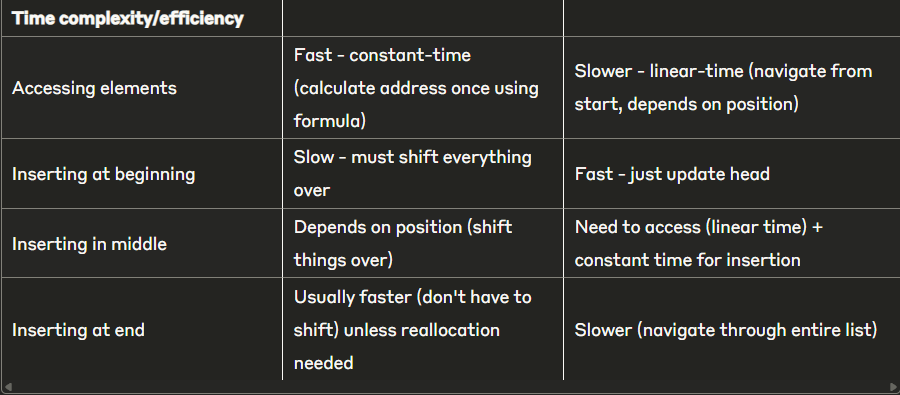 Time complexity/efficiency
Accessing elements
Fast - constant-time
(calculate address once using
formula)
Slower - linear-time (navigate from
start, depends on position)
Inserting at beginning
Slow - must shift everything
over
Fast - just update head
Inserting in middle
Depends on position (shift
things over)
Need to access (linear time) +
constant time for insertion
Inserting at end
Usually faster (don't have to
shift) unless reallocation
needed
Slower (navigate through entire list)